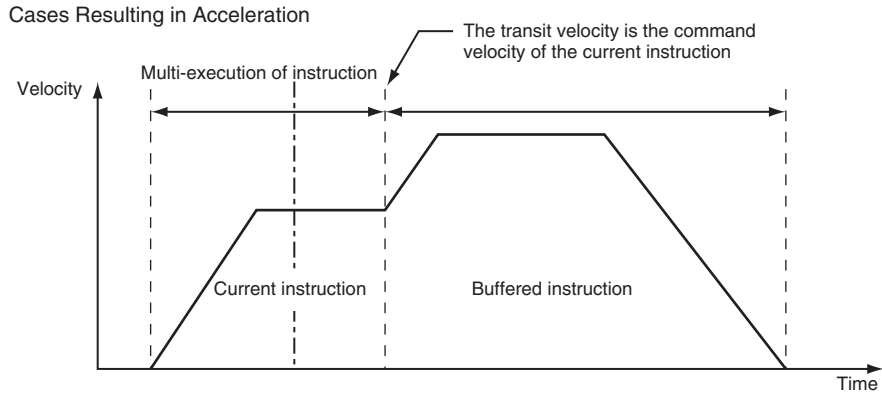 Cases Resulting in Acceleration
The transit velocity is the command
velocity of the current instruction
Multi-execution of instruction
Velocity
Current instruction
Buffered instruction
Time